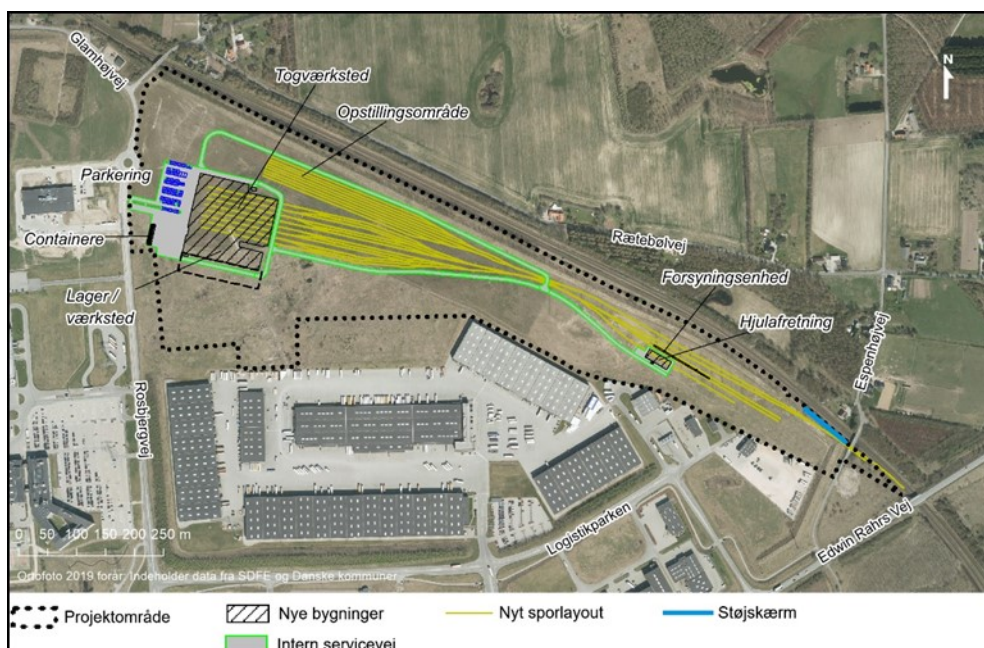 Glamhøjvej
Togværksted
N
Opstillingsområde
Parkering
Rætebølvej
Containere
Forsyningsenhed
Lager /
værksted
Hjulafretning
Espenhøjvej
Rosbjergvej
Logistikparken
Edwin Rahrs Vej
0 50 100 150 200 250 m
Ortofoto 2019 forår: Indeholder data fra SDFE og Danske kommuner
Projektområde
Nye bygninger
Nyt sporlayout
Støjskærm
Intern servicevej